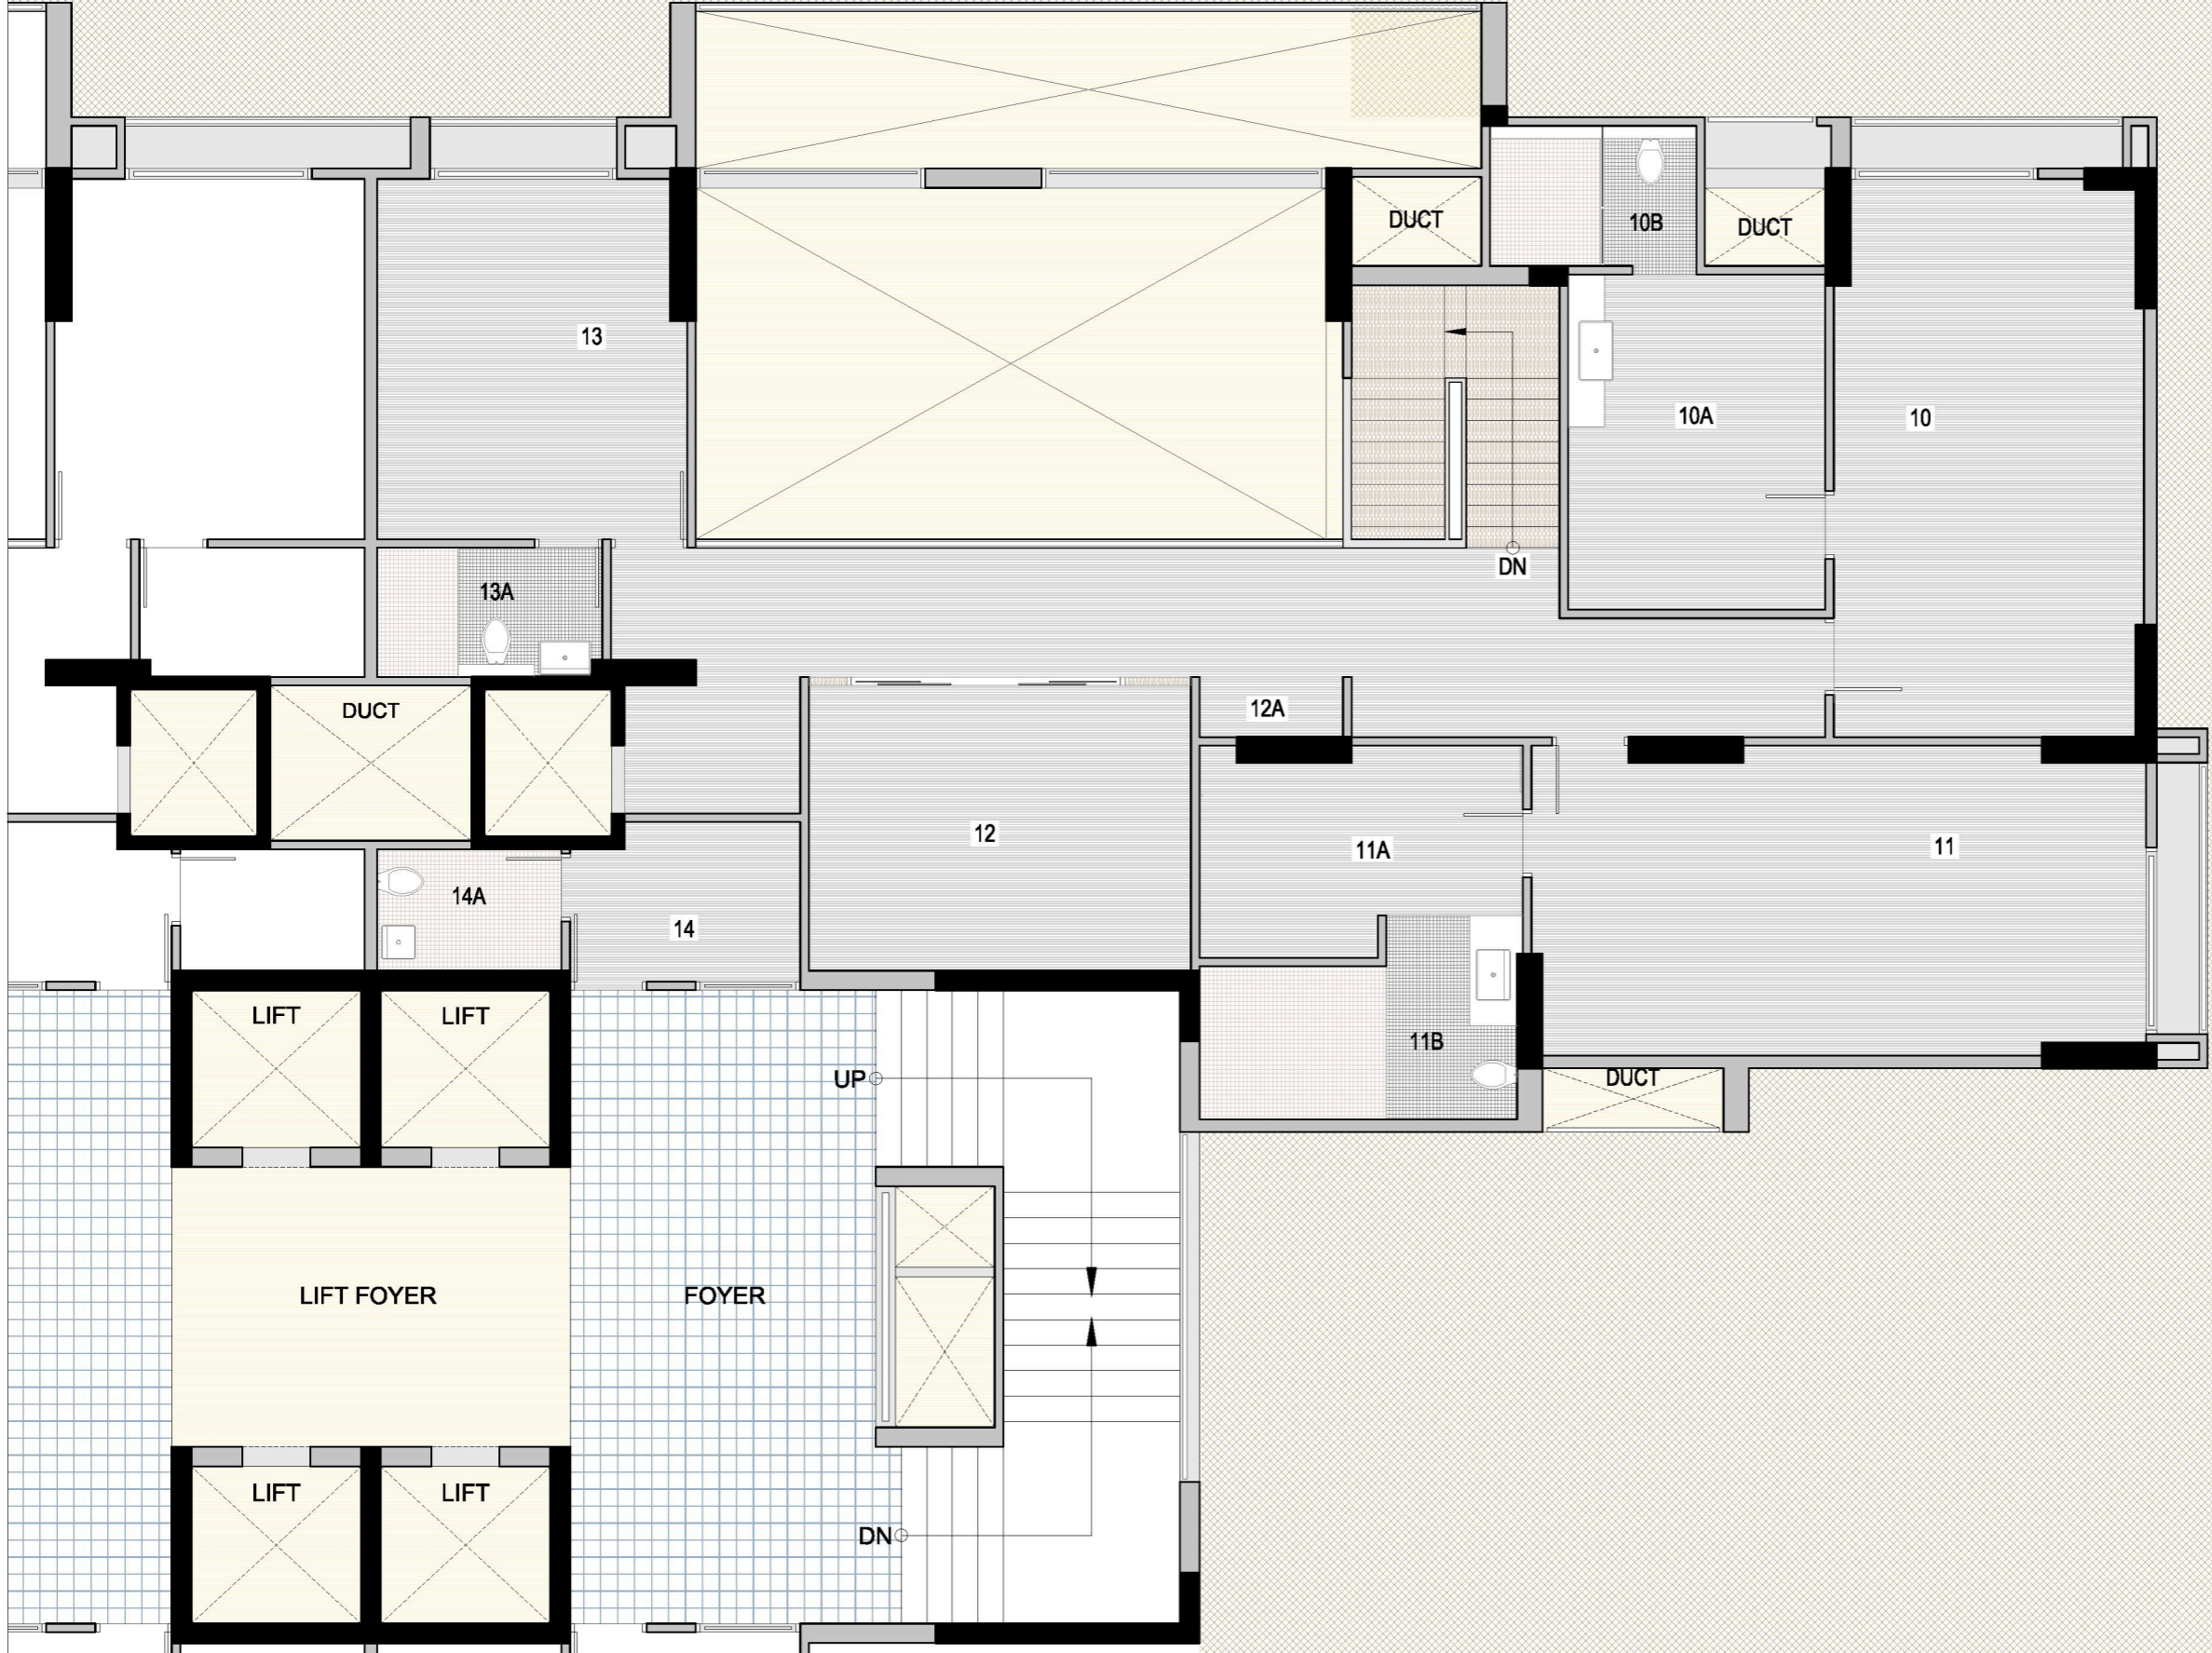 DUCT
10B
DUCT
13
10A
10
DN
13A
DUCT
12A
12
11A
11
14A
14
LIFT
LIFT
11B
UP
DUCT
LIFT FOYER
FOYER
LIFT
LIFT
DN